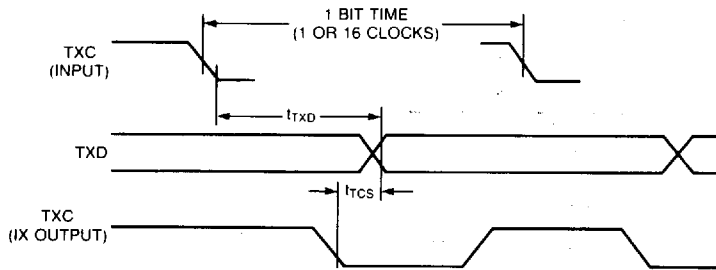 1 BIT TIME
(1 OR 16 CLOCKS)
TXC
(INPUT)
tTXD
TXD
tTCS
TXC
(IX OUTPUT)